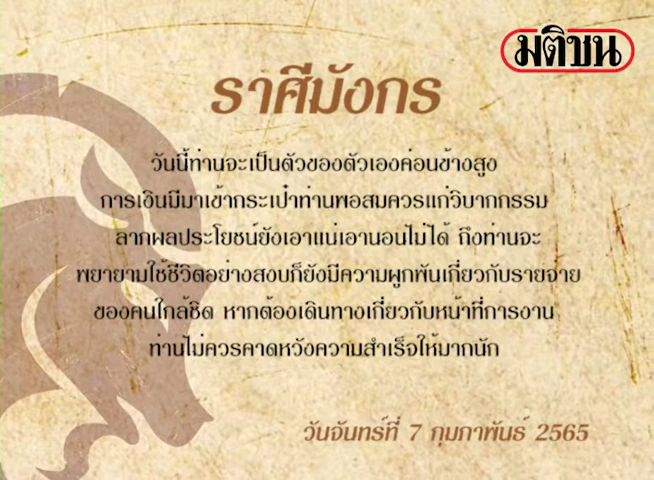 มติชน
ราศีมังกร
วันนี้ท่านจะเป็นตัวของตัวเองค่อนข้างสูง
การเงินมีมาเข้ากระเป๋าท่านพอสมควรแก่วิบากกรรม
ลาภผลประโยชน์ยังเอาแน่เอานอนไม่ได้ ถึงท่านจะ
พยายามใช้ชีวิตอย่างสงบก็ยังมีความผูกพันเกี่ยวกับรายจ่าย
ของคนใกล้ชิด หากต้องเดินทางเกี่ยวกับหน้าที่การงาน
ท่านไม่ควรคาดหวังความสำเร็จให้มากนัก
วันจันทร์ที่ 7 กุมภาพันธ์ 2565